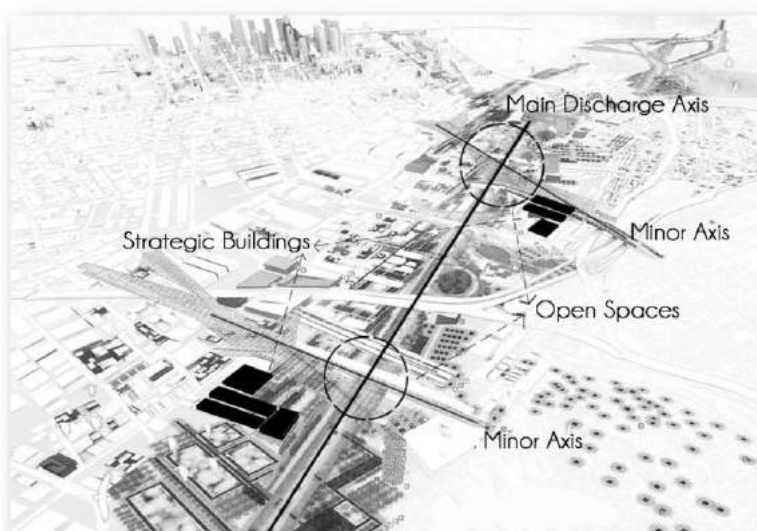 Main Discharge Axis
Minor Axis
Strategic Buildings
Open Spaces
Minor Axis